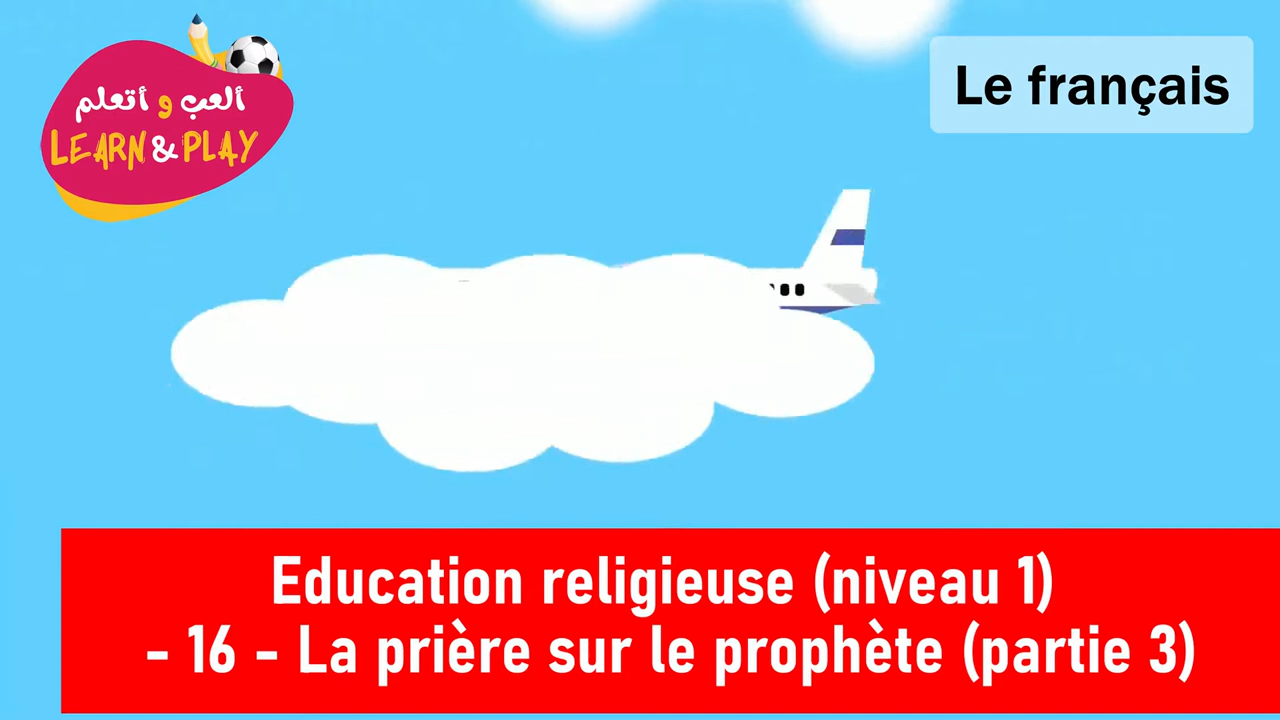 ألعب و أتعلم
LEARN & PLAY
Le français
Education religieuse (niveau 1)
- 16 - La prière sur le prophète (partie 3)